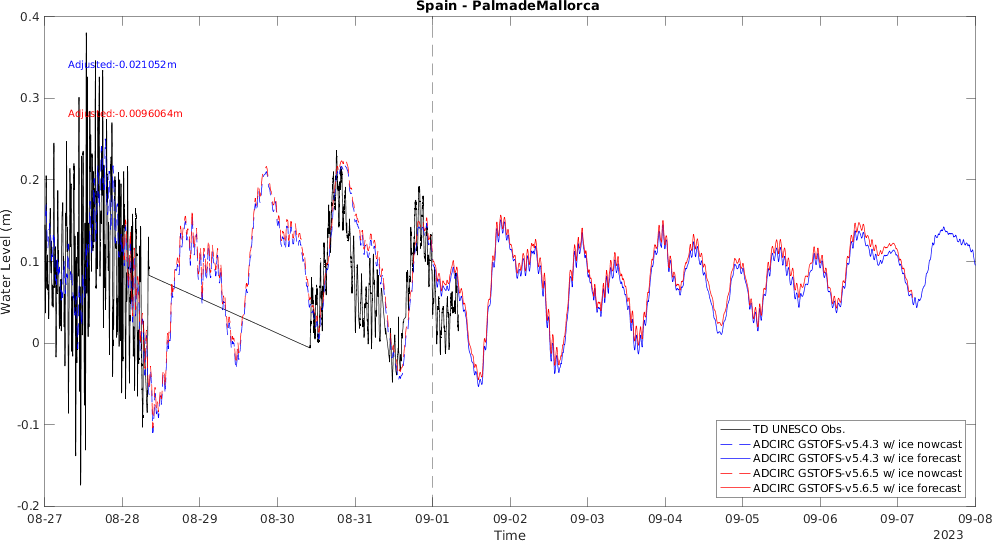 Spain - PalmadeMallorca
0.4
0.3
0.2
0.1
0
-0.1
-0.2
Water Level (m)
Adjusted:-0.021052m
Adjusted:-0.0096064m
TD UNESCO Obs.
ADCIRC GSTOFS-v5.4.3 w/ ice nowcast
ADCIRC GSTOFS-v5.4.3 w/ ice forecast
ADCIRC GSTOFS-v5.6.5 w/ ice nowcast
ADCIRC GSTOFS-v5.6.5 w/ ice forecast
08-27 08-28 08-29 08-30 08-31 09-01 09-02 09-03 09-04 09-05 09-06 09-07 09-08
Time
2023